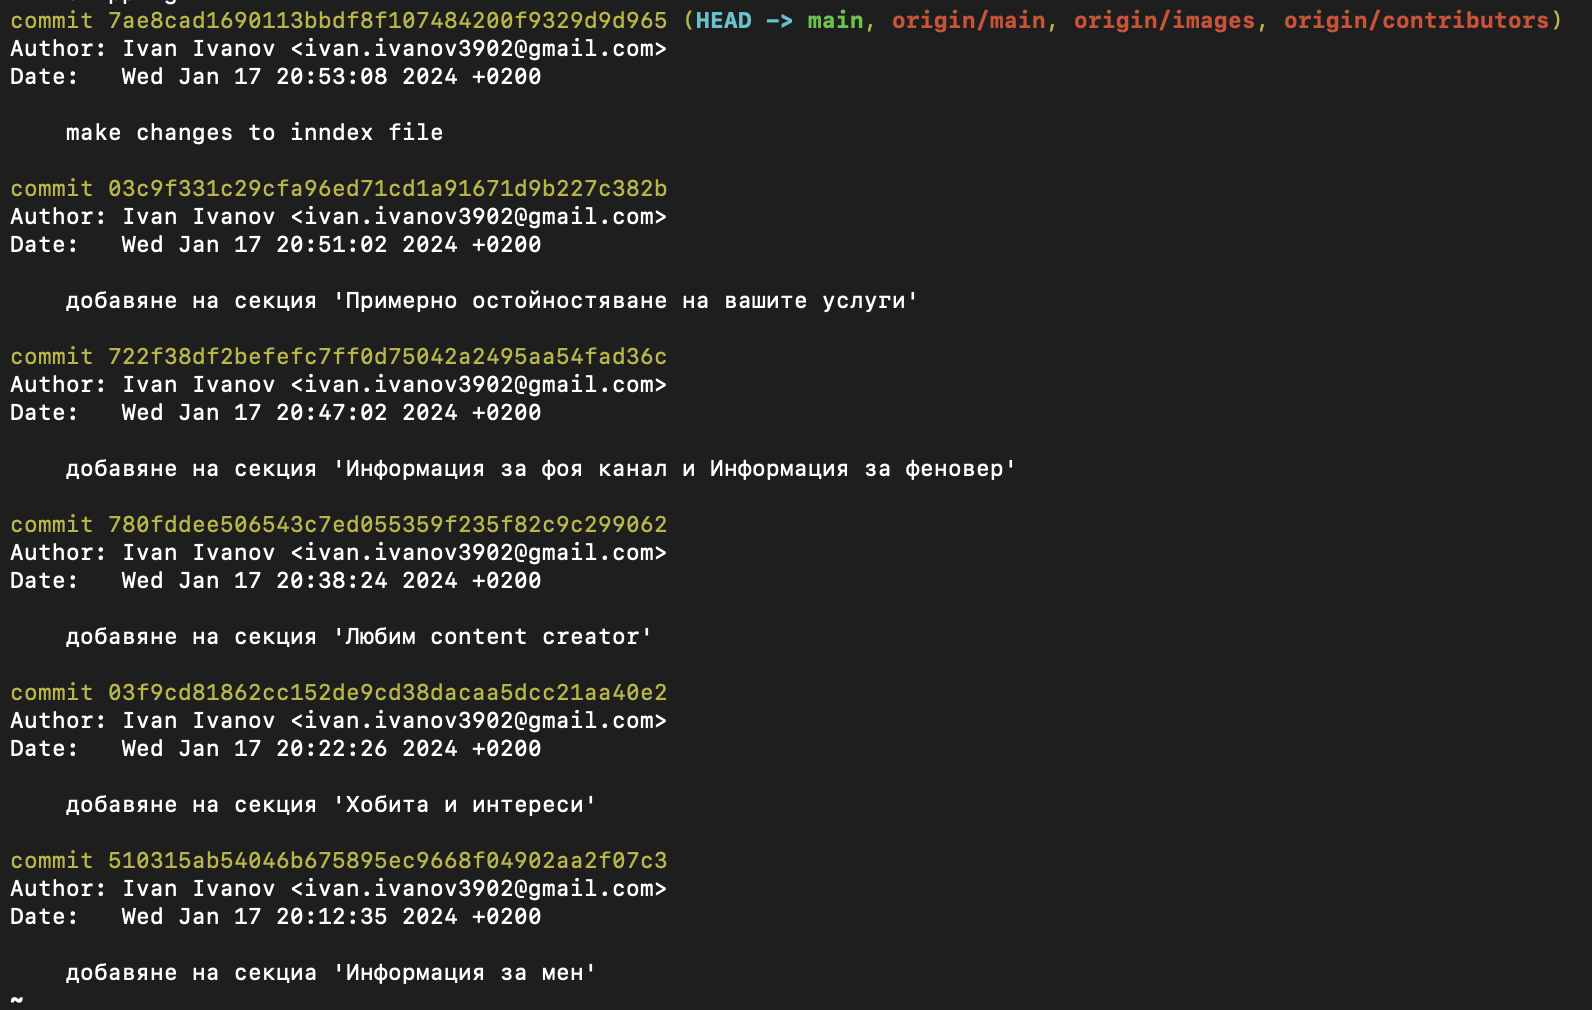 commit 7ae8cad1690113bbdf8f107484200f9329d9d965 (HEAD -> main, origin/main, origin/images, origin/contributors)
Author: Ivan Ivanov <ivan.ivanov3902@gmail.com>
Date:   Wed Jan 17 20:53:08 2024 +0200
make changes to inndex file
commit 03c9f331c29cfa96ed71cd1a91671d9b227c382b
Author: Ivan Ivanov <ivan.ivanov3902@gmail.com>
Date:   Wed Jan 17 20:51:02 2024 +0200
добавяне на секция 'Примерно остойностяване на вашите услуги'
commit 722f38df2befefc7ff0d75042a2495aa54fad36c
Author: Ivan Ivanov <ivan.ivanov3902@gmail.com>
Date:   Wed Jan 17 20:47:02 2024 +0200
добавяне на секция 'Информация за фоя канал и Информация за феновер'
commit 780fddee506543c7ed055359f235f82c9c299062
Author: Ivan Ivanov <ivan.ivanov3902@gmail.com>
Date:   Wed Jan 17 20:38:24 2024 +0200
добавяне на секция 'Любим content creator'
commit 03f9cd81862cc152de9cd38dacaa5dcc21aa40e2
Author: Ivan Ivanov <ivan.ivanov3902@gmail.com>
Date:   Wed Jan 17 20:22:26 2024 +0200
добавяне на секция 'Хобита и интереси'
commit 510315ab54046b675895ec9668f04902aa2f07c3
Author: Ivan Ivanov <ivan.ivanov3902@gmail.com>
Date:   Wed Jan 17 20:12:35 2024 +0200
добавяне на секциа 'Информация за мен'
~